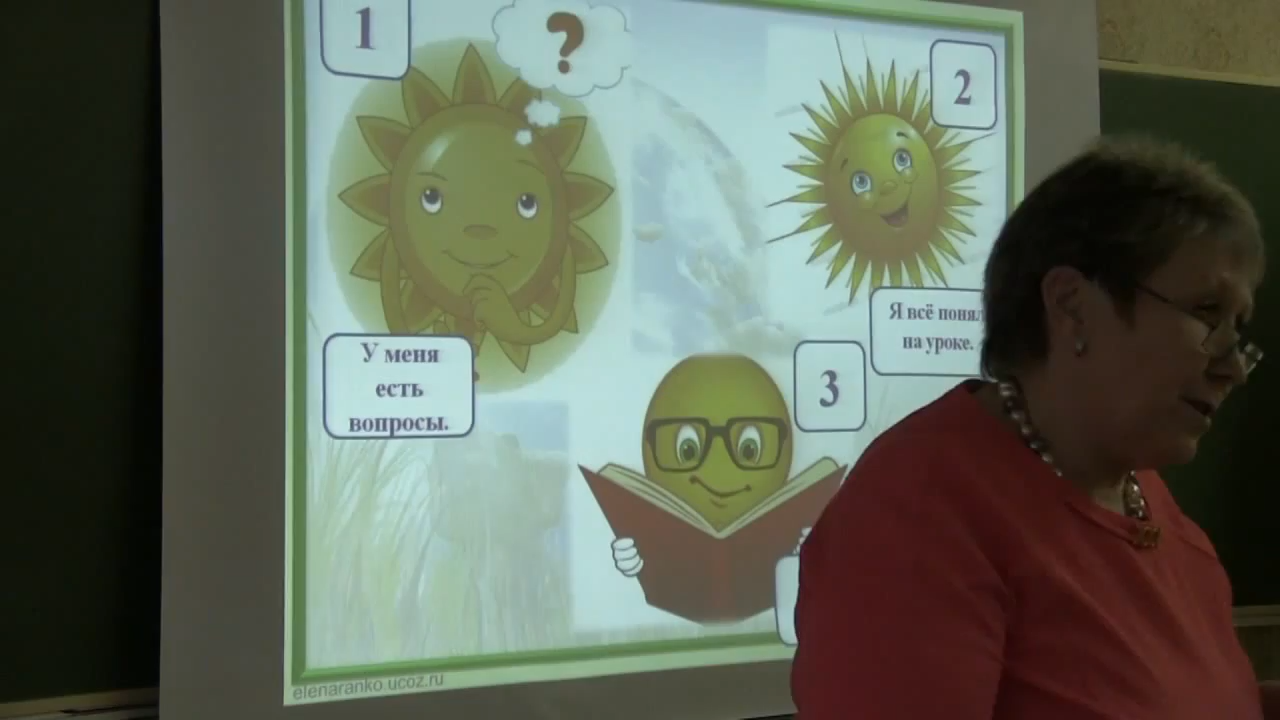 1
?
2
У меня
есть
вопросы.
Я всё понял
на уроке.
3
elenaranko.ucoz.ru